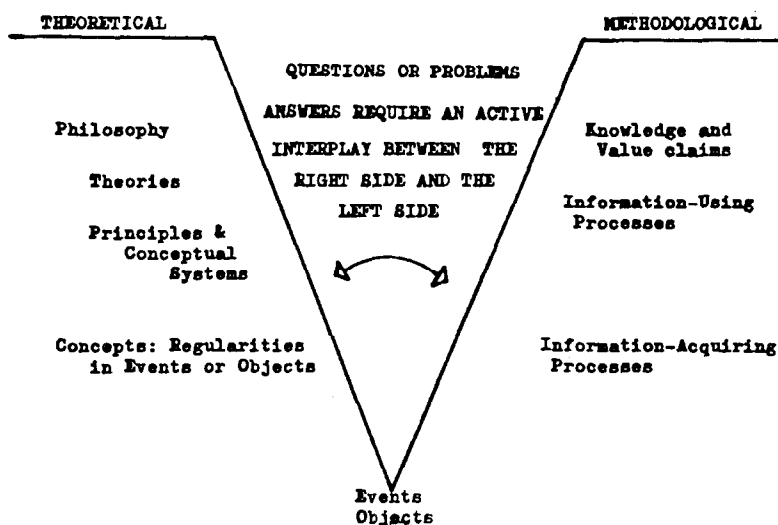 THEORETICAL
METHODOLOGICAL
QUESTIONS OR PROBLEMS
ANSWERS REQUIRE AN ACTIVE
INTERPLAY BETWEEN THE
RIGHT SIDE AND THE
LEFT SIDE
Philosophy
Theories
Principles &
Conceptual
Systems
Concepts: Regularities
in Events or Objects
Knowledge and
Value claims
Information-Using
Processes
Information-Acquiring
Processes
Events
Objects